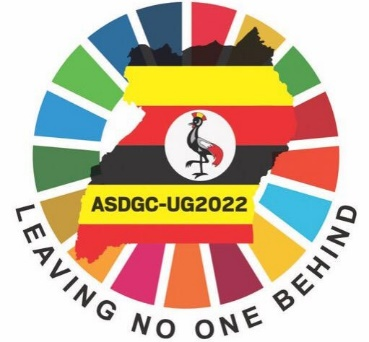 ASDGC-UG2022
LEAVING NO ONE BEHIND